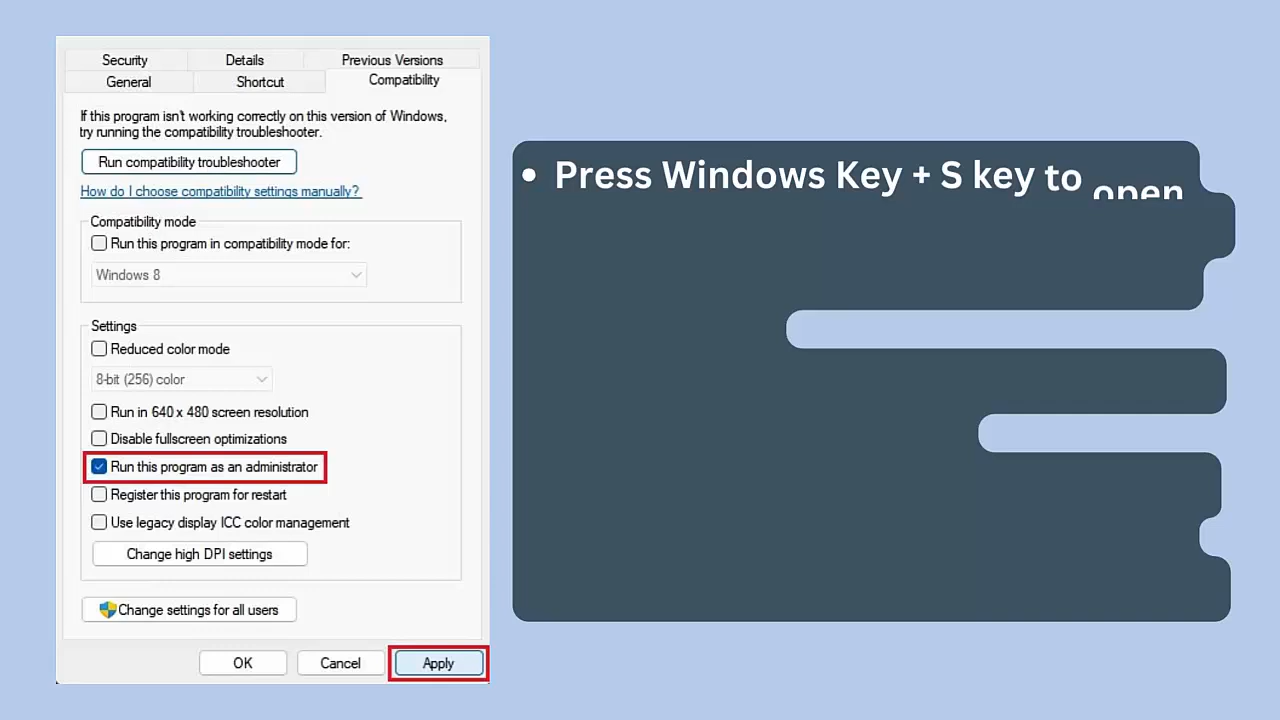 Security Details Previous Versions
General Shortcut Compatibility
If this program isn't working correctly on this version of Windows,
try running the compatibility troubleshooter.
Run compatibility troubleshooter
How do I choose compatibility settings manually?
Compatibility mode
Run this program in compatibility mode for:
Windows 8
Settings
Reduced color mode
8-bit (256) color
Run in 640 x 480 screen resolution
Disable fullscreen optimizations
Run this program as an administrator
Register this program for restart
Use legacy display ICC color management
Change high DPI settings
Change settings for all users
OK Cancel Apply
• Press Windows Key + S key to open